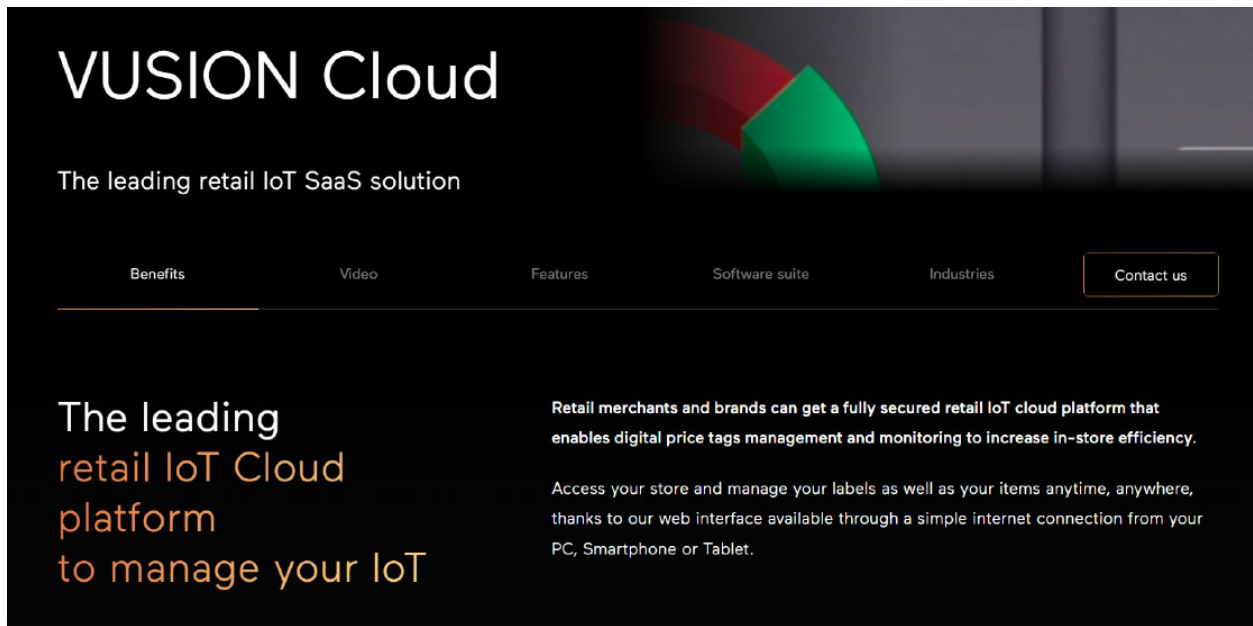 VUSION Cloud
The leading retail IoT SaaS solution
Benefits
Video
Features
Software suite
Industries
Contact us
The leading
retail IoT Cloud
platform
to manage your IoT
Retail merchants and brands can get a fully secured retail IoT cloud platform that
enables digital price tags management and monitoring to increase in-store efficiency.
Access your store and manage your labels as well as your items anytime, anywhere,
thanks to our web interface available through a simple internet connection from your
PC, Smartphone or Tablet.